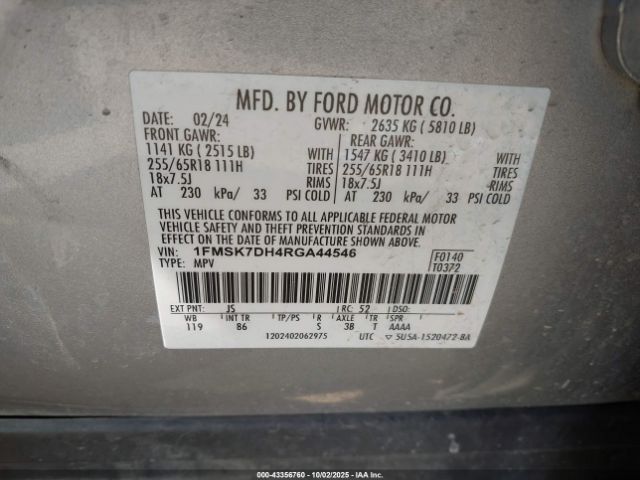 MFD. BY FORD MOTOR CO.
DATE: 02/24 GVWR: 2635 KG ( 5810 LB)
FRONT GAWR: REAR GAWR:
1141 KG ( 2515 LB) WITH 1547 KG ( 3410 LB) WITH
255/65R18 111H TIRES 255/65R18 111H TIRES
18x7.5J RIMS 18x7.5J RIMS
AT 230 kPa/ 33 PSI COLD AT 230 kPa/ 33 PSI COLD
THIS VEHICLE CONFORMS TO ALL APPLICABLE FEDERAL MOTOR
VEHICLE SAFETY AND BUMPER STANDARDS IN
EFFECT ON THE DATE OF MANUFACTURE SHOWN ABOVE.
VIN: 1FMSK7DH4RGA44546 F0140
TYPE: MPV T0372
EXT PNT: JS RC: 52 DSO:
WB INT TR TP/PS R AXLE TR SPR
119 86 S 3B T AAAA
1202402062975 UTC ▽ 5U5A-1520472-BA
000-43356760 - 10/02/2025 - IAA Inc.